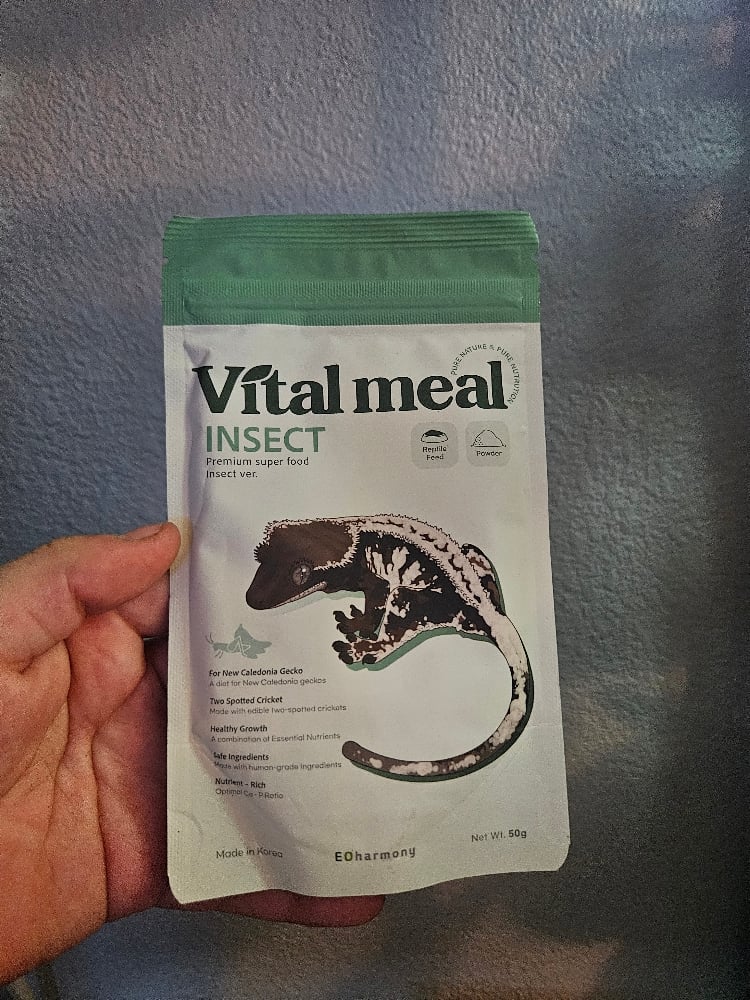 Vital meal
PURE NATURE & PURE NUTRUTION
INSECT
Premium super food
Insect ver.
Reptile
Feed
Powder
For New Caledonia Gecko
A diet for New Caledonia geckos
Two Spotted Cricket
Made with edible two-spotted crickets
Healthy Growth
A combination of Essential Nutrients
Safe Ingredients
Made with human-grade ingredients
Nutrient - Rich
Optimal Ca - P Ratio
Made in Korea
EOharmony
Net Wt. 50g